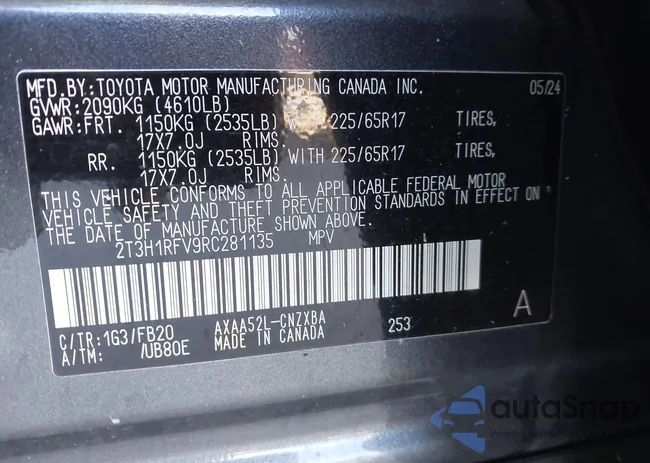 MFD.BY:TOYOTA MOTOR MANUFACTURING CANADA INC. 05/24
GVWR:2090KG (4610LB)
GAWR:FRT. 1150KG (2535LB) WITH 225/65R17 TIRES,
17X7.0J RIMS.
RR. 1150KG (2535LB) WITH 225/65R17 TIRES,
17X7.0J RIMS.
THIS VEHICLE CONFORMS TO ALL APPLICABLE FEDERAL MOTOR
VEHICLE SAFETY AND THEFT PREVENTION STANDARDS IN EFFECT ON
THE DATE OF MANUFACTURE SHOWN ABOVE.
2T3H1RFV9RC281135 MPV
A
C/TR:1G3/FB20 AXAA52L-CNZXBA 253
A/TM: /UB80E MADE IN CANADA
autoSnap